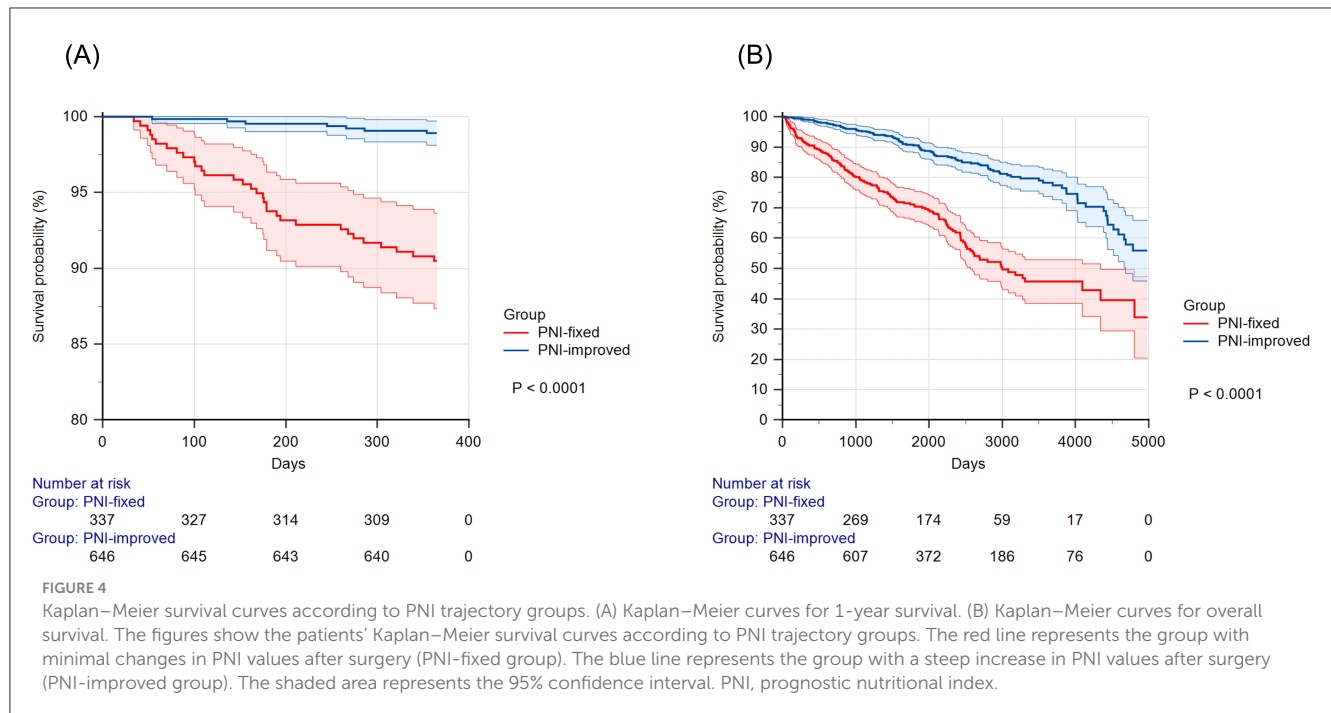 (A)
100
95
90
85
80
Survival probability (%)
0 100 200 300 400
Days
Group
PNI-fixed
PNI-improved
P < 0.0001
Number at risk
Group: PNI-fixed
337 327 314 309 0
Group: PNI-improved
646 645 643 640 0
(B)
100
90
80
70
60
50
40
30
20
10
0
Survival probability (%)
0 1000 2000 3000 4000 5000
Days
Group
PNI-fixed
PNI-improved
P < 0.0001
Number at risk
Group: PNI-fixed
337 269 174 59 17 0
Group: PNI-improved
646 607 372 186 76 0
FIGURE 4
Kaplan–Meier survival curves according to PNI trajectory groups. (A) Kaplan–Meier curves for 1-year survival. (B) Kaplan–Meier curves for overall
survival. The figures show the patients’ Kaplan–Meier survival curves according to PNI trajectory groups. The red line represents the group with
minimal changes in PNI values after surgery (PNI-fixed group). The blue line represents the group with a steep increase in PNI values after surgery
(PNI-improved group). The shaded area represents the 95% confidence interval. PNI, prognostic nutritional index.